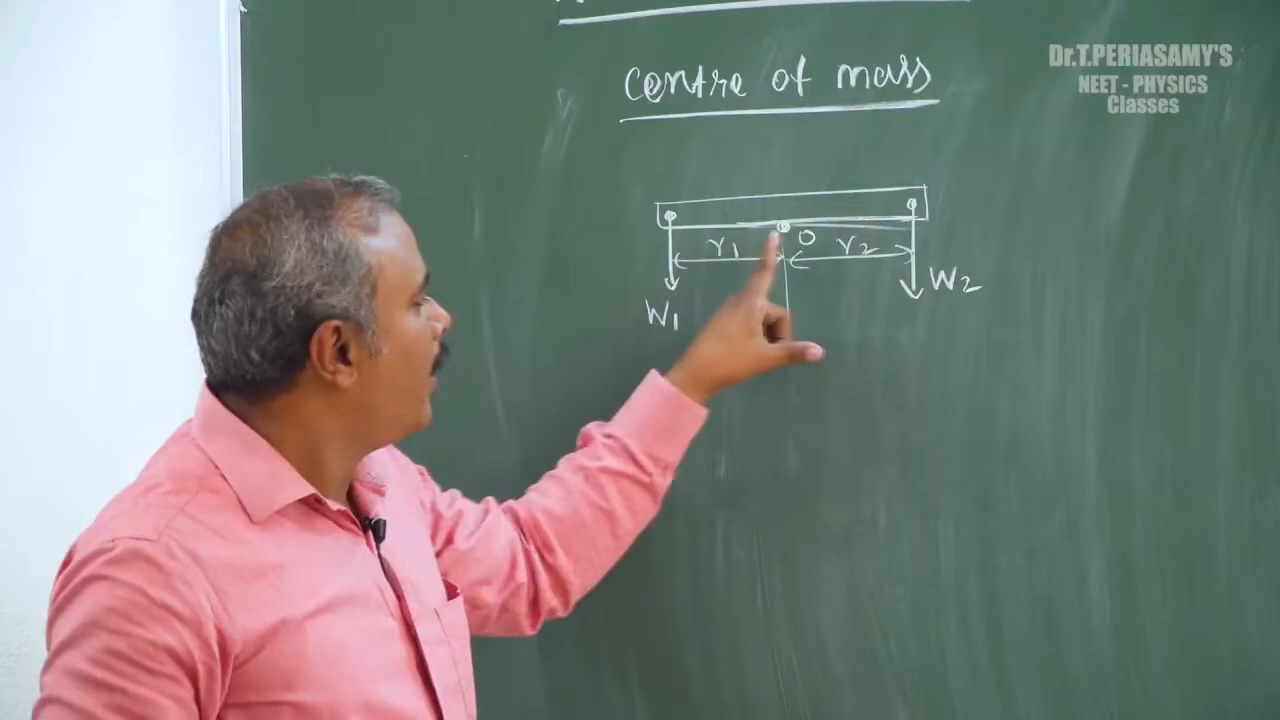 Dr.T.PERIASAMY'S
NEET - PHYSICS
Classes
centre of mass
r1 O r2
W1 W2